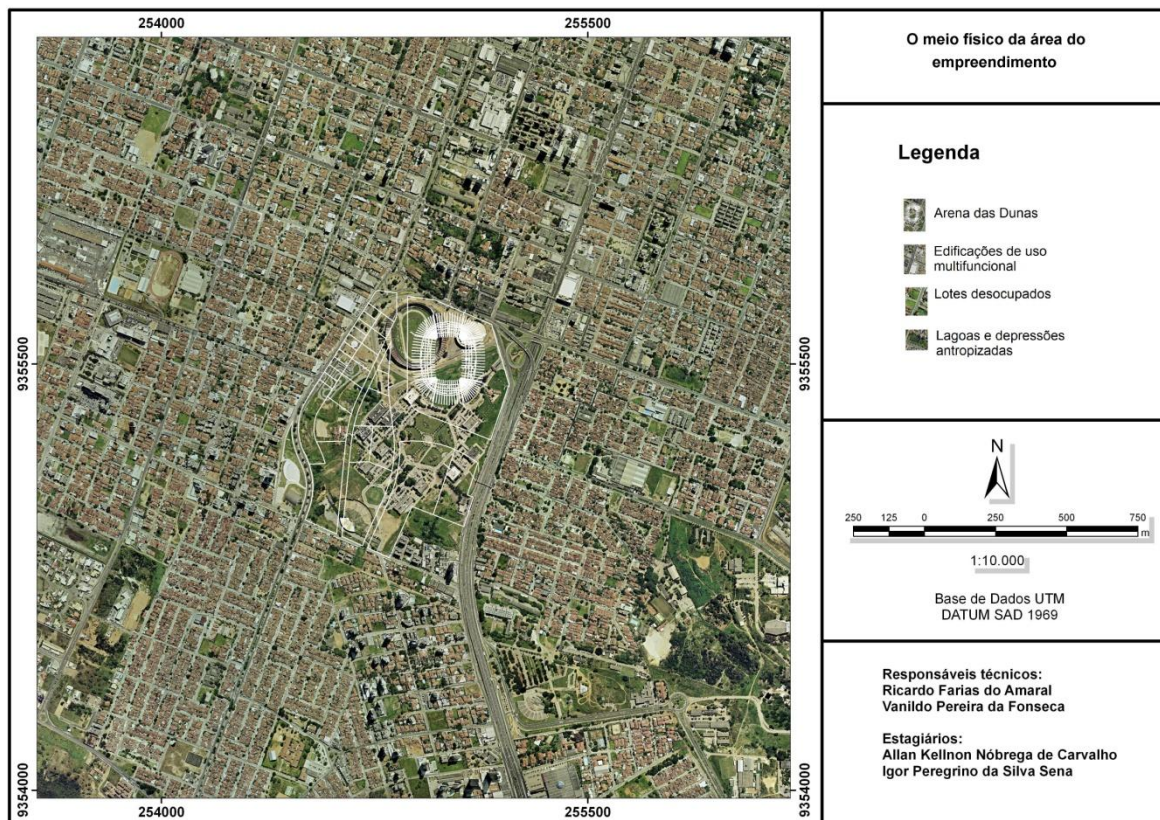 254000
255500
9355500
9355500
9354000
9354000
254000
255500
O meio físico da área do
empreendimento
Legenda
Arena das Dunas
Edificações de uso
multifuncional
Lotes desocupados
Lagoas e depressões
antropizadas
N
250 125 0 250 500 750
m
1:10.000
Base de Dados UTM
DATUM SAD 1969
Responsáveis técnicos:
Ricardo Farias do Amaral
Vanildo Pereira da Fonseca
Estagiários:
Allan Kellnon Nóbrega de Carvalho
Igor Peregrino da Silva Sena